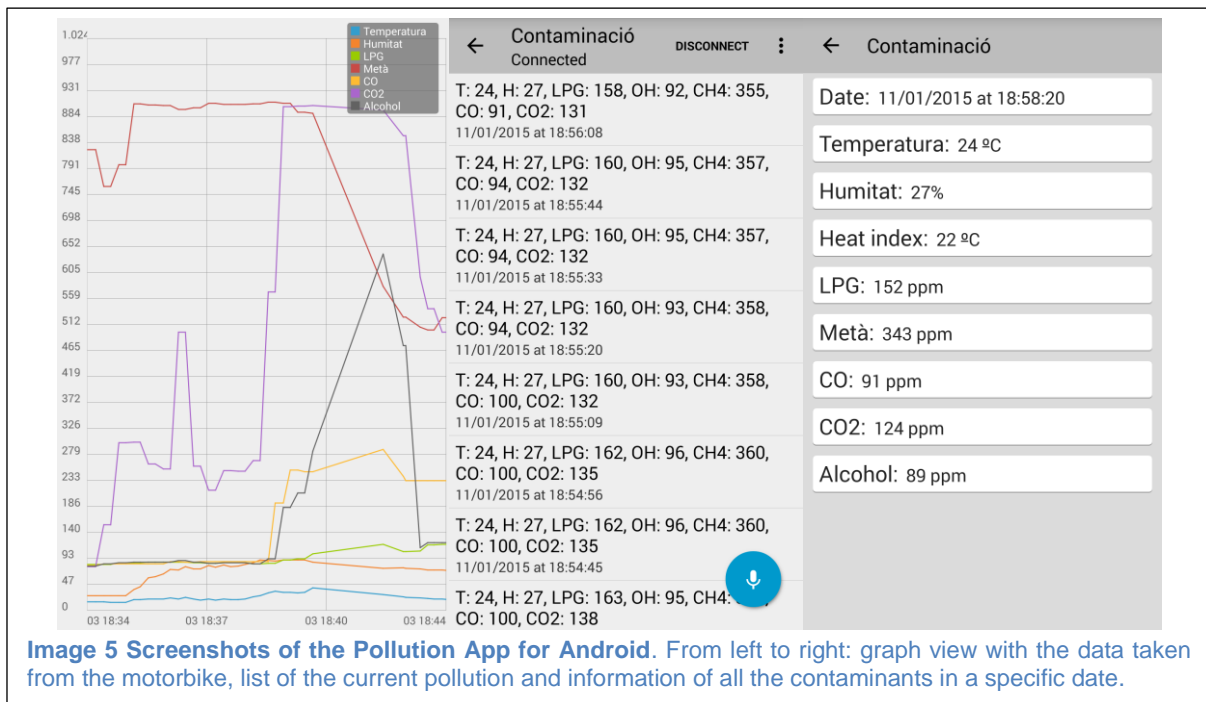 1.024
977
931
884
838
791
745
698
652
605
559
512
465
419
372
326
279
233
186
140
93
47
0
03 18:34 03 18:37 03 18:40 03 18:44
Temperatura
Humitat
LPG
Metà
CO
CO2
Alcohol
Contaminació
Connected
DISCONNECT
T: 24, H: 27, LPG: 158, OH: 92, CH4: 355,
CO: 91, CO2: 131
11/01/2015 at 18:56:08
T: 24, H: 27, LPG: 160, OH: 95, CH4: 357,
CO: 94, CO2: 132
11/01/2015 at 18:55:44
T: 24, H: 27, LPG: 160, OH: 95, CH4: 357,
CO: 94, CO2: 132
11/01/2015 at 18:55:33
T: 24, H: 27, LPG: 160, OH: 93, CH4: 358,
CO: 94, CO2: 132
11/01/2015 at 18:55:20
T: 24, H: 27, LPG: 160, OH: 93, CH4: 358,
CO: 100, CO2: 132
11/01/2015 at 18:55:09
T: 24, H: 27, LPG: 162, OH: 96, CH4: 360,
CO: 100, CO2: 135
11/01/2015 at 18:54:56
T: 24, H: 27, LPG: 162, OH: 96, CH4: 360,
CO: 100, CO2: 135
11/01/2015 at 18:54:45
T: 24, H: 27, LPG: 163, OH: 95, CH4:
CO: 100, CO2: 138
Contaminació
Date: 11/01/2015 at 18:58:20
Temperatura: 24 ºC
Humitat: 27%
Heat index: 22 ºC
LPG: 152 ppm
Metà: 343 ppm
CO: 91 ppm
CO2: 124 ppm
Alcohol: 89 ppm
Image 5 Screenshots of the Pollution App for Android. From left to right: graph view with the data taken
from the motorbike, list of the current pollution and information of all the contaminants in a specific date.